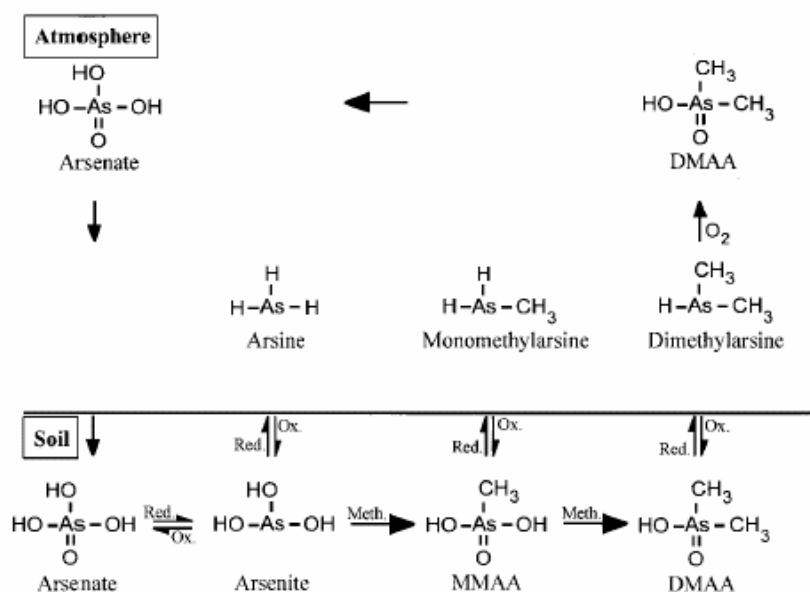 Atmosphere
HO
HO–As–OH
O
Arsenate
CH3
HO–As–CH3
O
DMAA
O2
H
H–As–H
Arsine
H
H–As–CH3
Monomethylarsine
CH3
H–As–CH3
Dimethylarsine
Soil
Red. Ox.
Red. Ox.
Red. Ox.
HO
HO–As–OH
O
Arsenate
Red.
Ox.
HO
HO–As–OH
Arsenite
Meth.
CH3
HO–As–OH
O
MMAA
Meth.
CH3
HO–As–CH3
O
DMAA